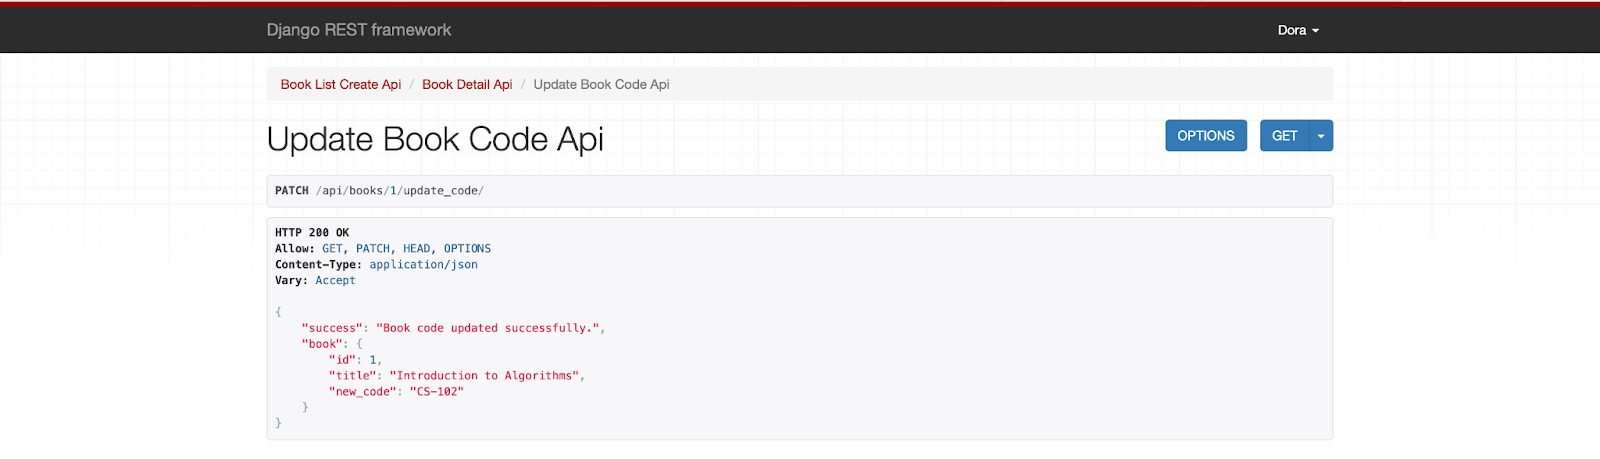 Django REST framework
Dora
Book List Create Api / Book Detail Api / Update Book Code Api
Update Book Code Api
OPTIONS
GET
PATCH /api/books/1/update_code/
HTTP 200 OK
Allow: GET, PATCH, HEAD, OPTIONS
Content-Type: application/json
Vary: Accept
{
    "success": "Book code updated successfully.",
    "book": {
        "id": 1,
        "title": "Introduction to Algorithms",
        "new_code": "CS-102"
    }
}